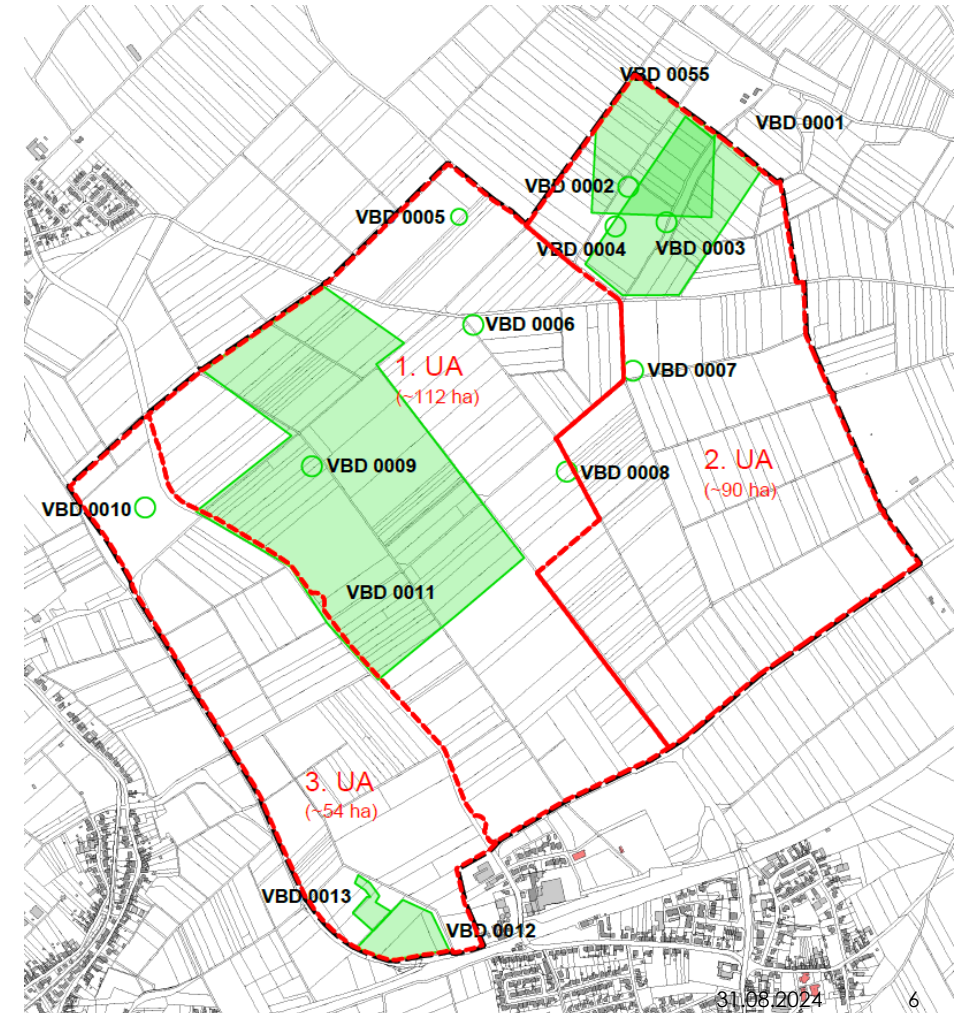 VBD 0055
VBD 0001
VBD 0002
VBD 0005
VBD 0004
VBD 0003
VBD 0006
1. UA
(~112 ha)
VBD 0007
VBD 0009
VBD 0008
2. UA
(~90 ha)
VBD 0010
VBD 0011
3. UA
(~54 ha)
VBD 0013
VBD 0012
31.08.2024
6